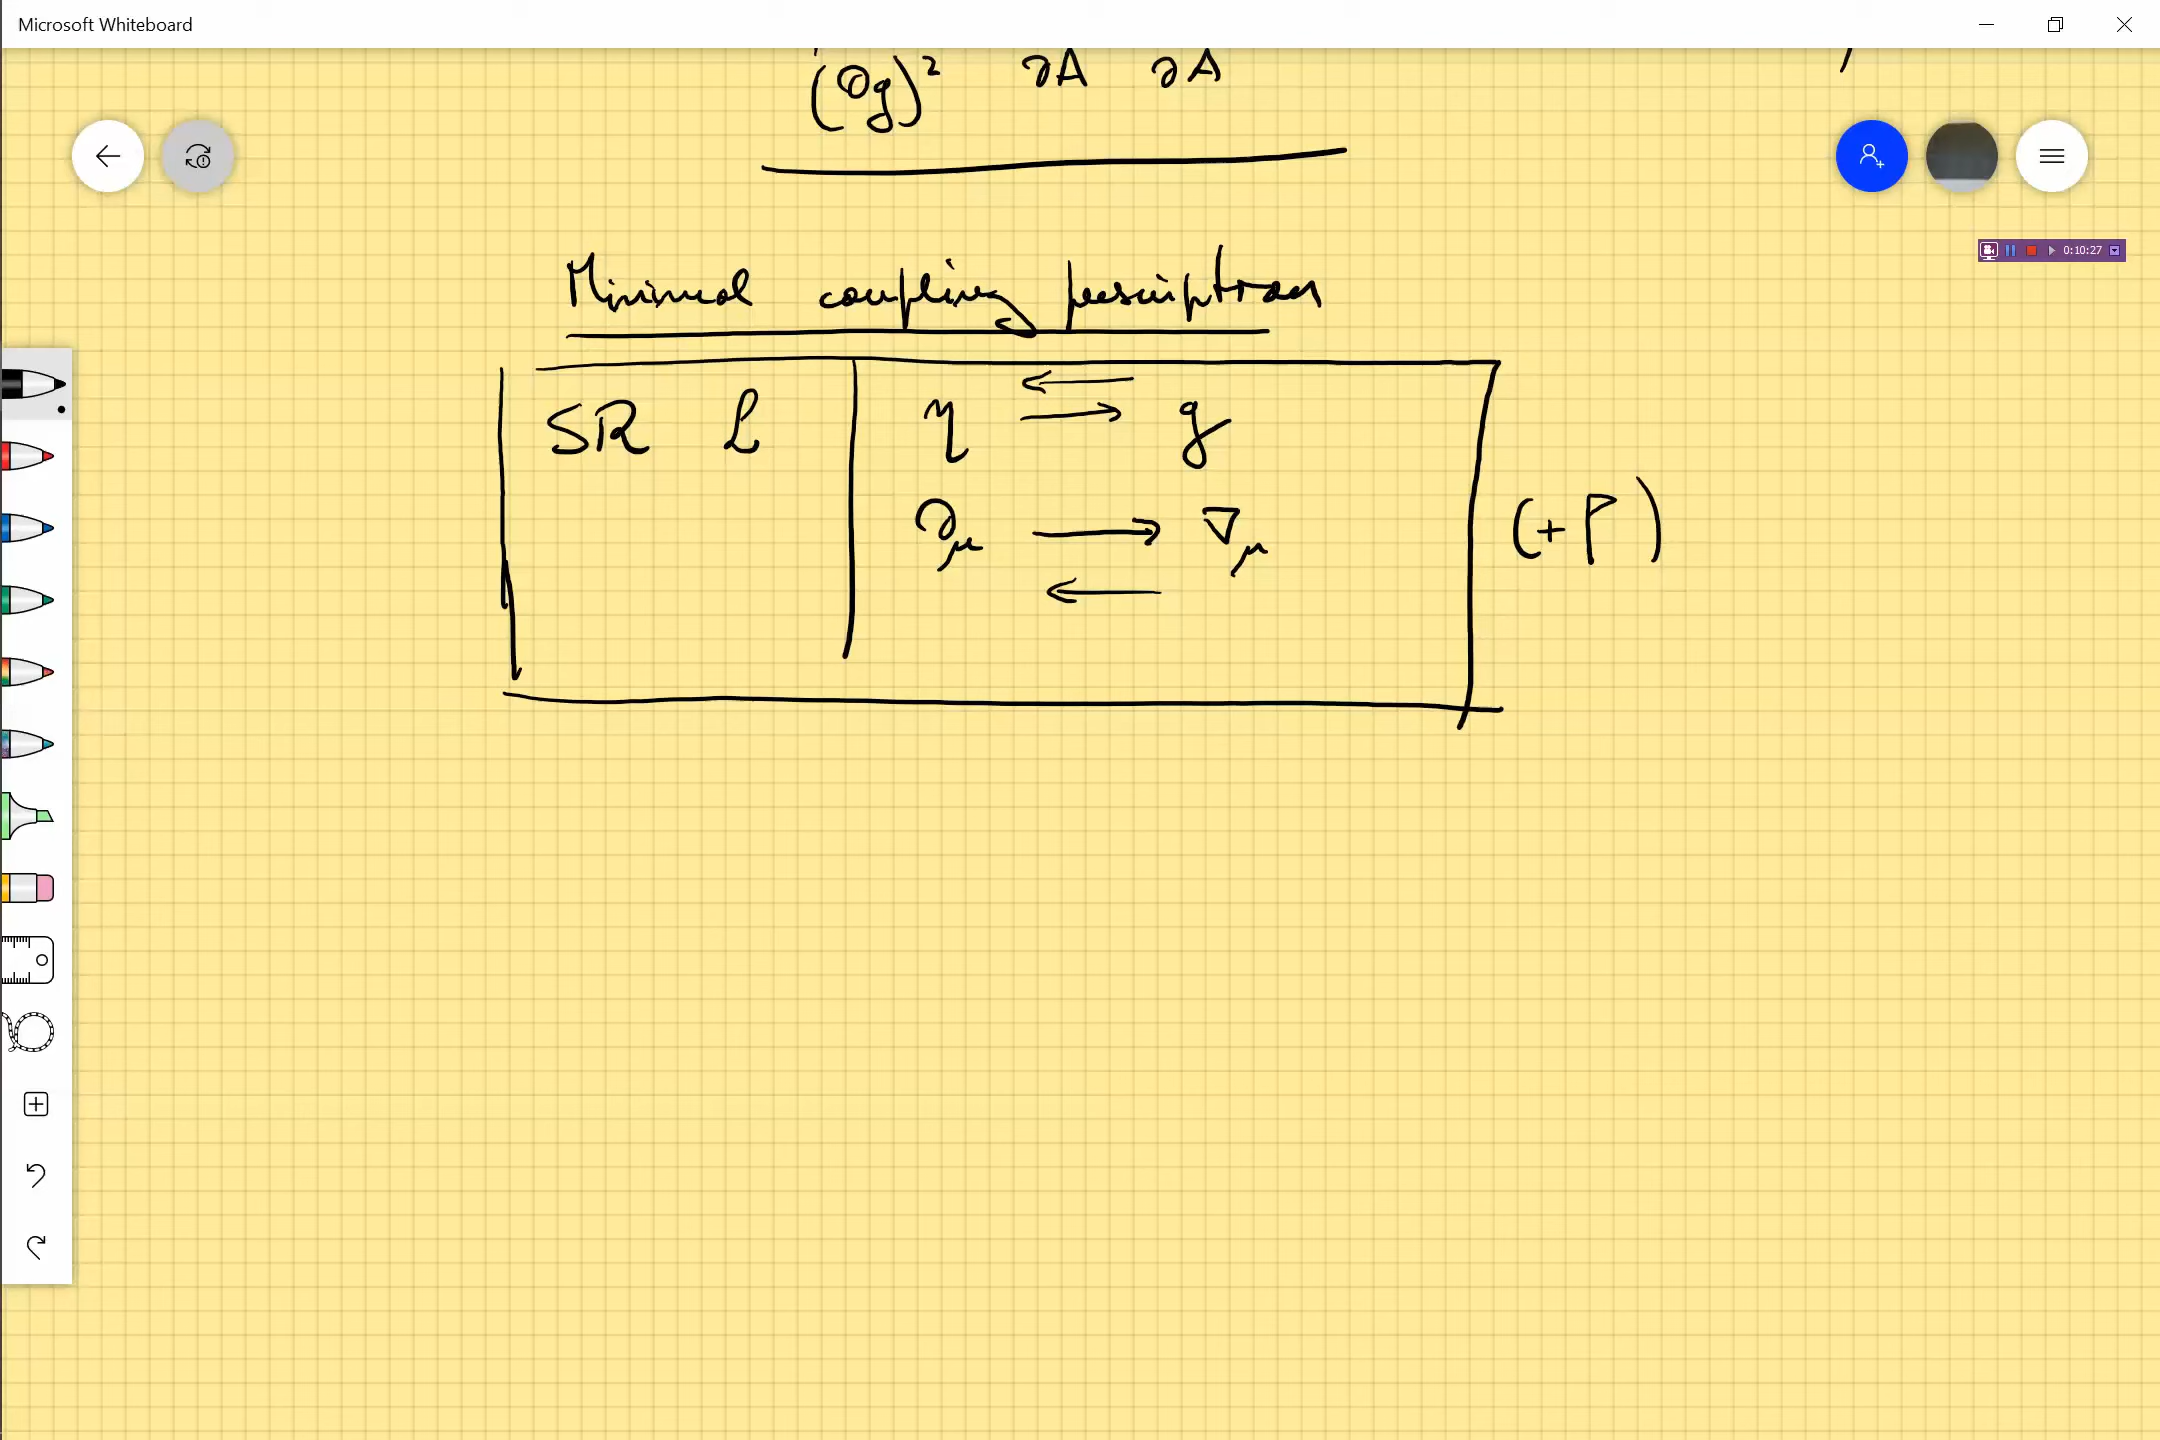 Microsoft Whiteboard
(∂g)² ∂A ∂A
0:10:27
Minimal coupling prescription
SR L η ⟵ ⟶ g
∂μ ⟶ ∇μ (+ Γ)
⟵